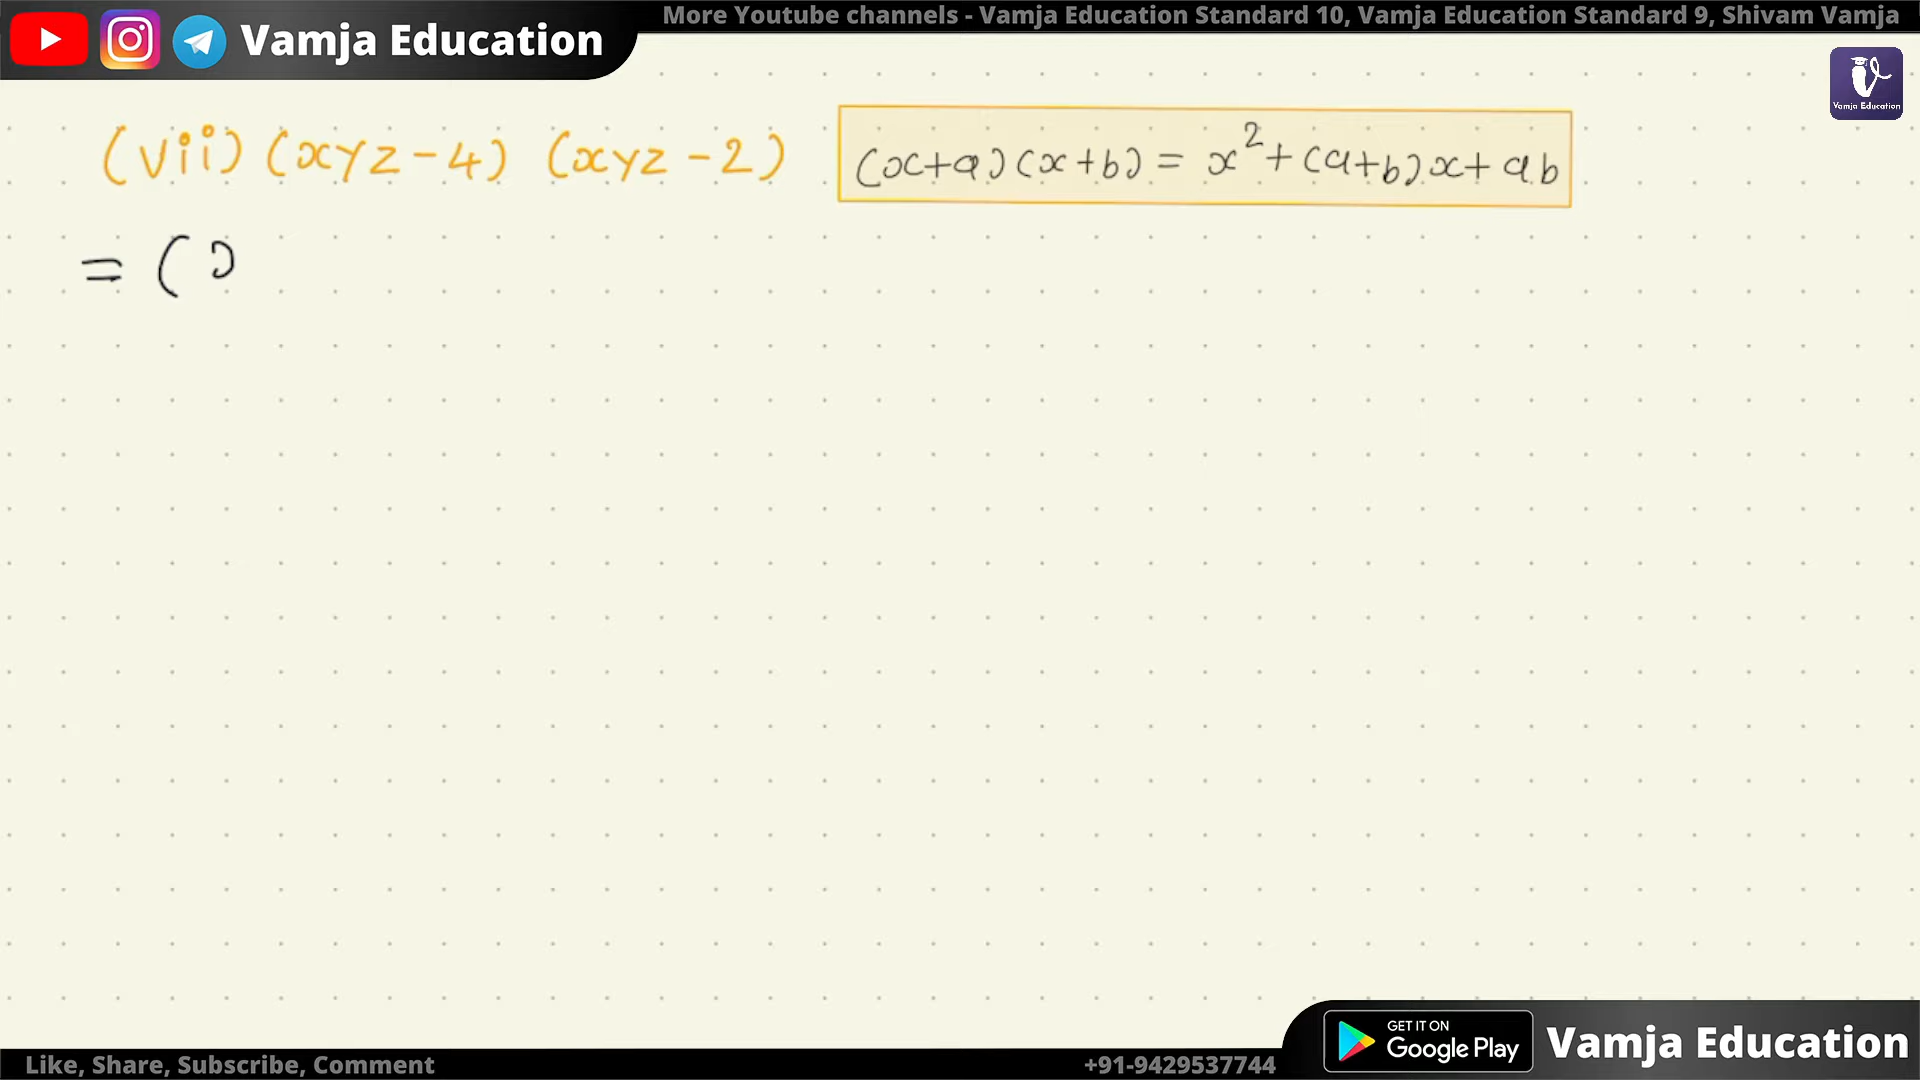 More Youtube channels - Vamja Education Standard 10, Vamja Education Standard 9, Shivam Vamja
Vamja Education
Vamja Education
(vii) (xyz - 4) (xyz - 2)
(x+a)(x+b) = x² + (a+b)x + ab
= (
GET IT ON
Google Play
Vamja Education
Like, Share, Subscribe, Comment
+91-9429537744